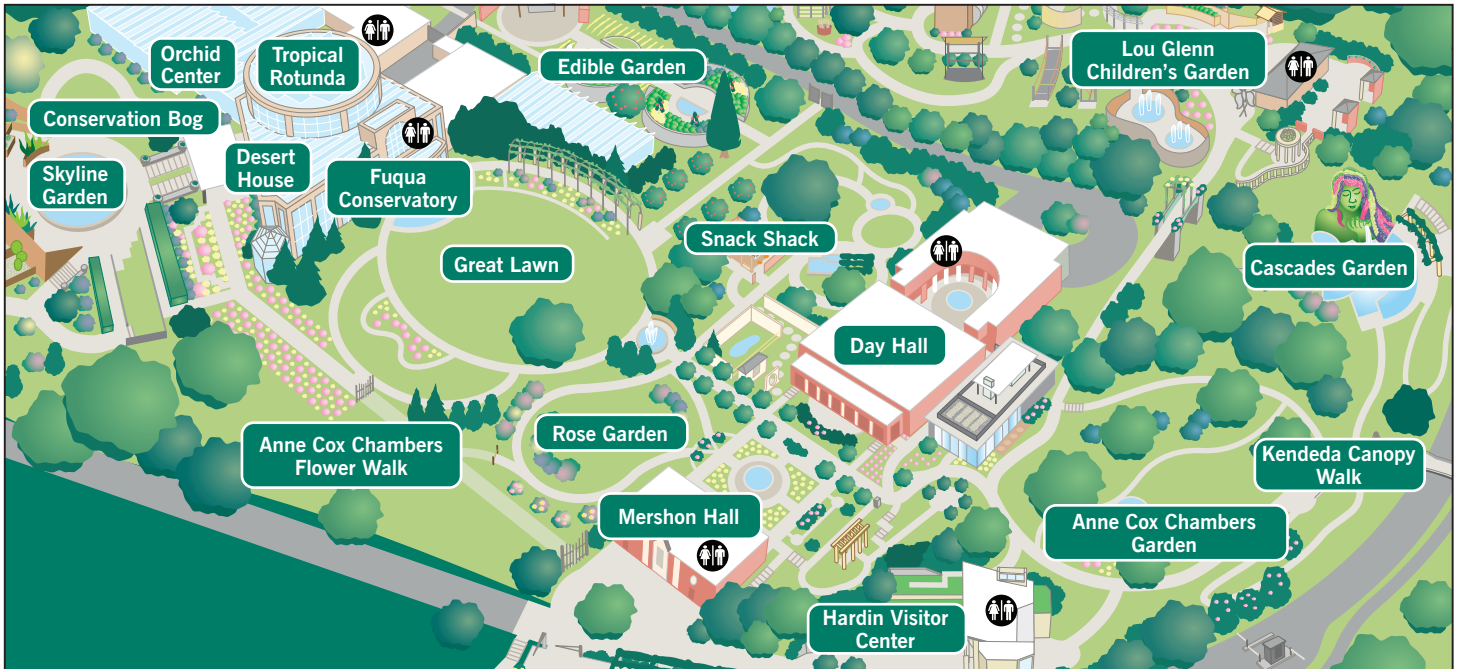 Orchid
Center
Tropical
Rotunda
Edible Garden
Lou Glenn
Children's Garden
Conservation Bog
Skyline
Garden
Desert
House
Fuqua
Conservatory
Snack Shack
Great Lawn
Cascades Garden
Day Hall
Anne Cox Chambers
Flower Walk
Rose Garden
Kendeda Canopy
Walk
Mershon Hall
Anne Cox Chambers
Garden
Hardin Visitor
Center